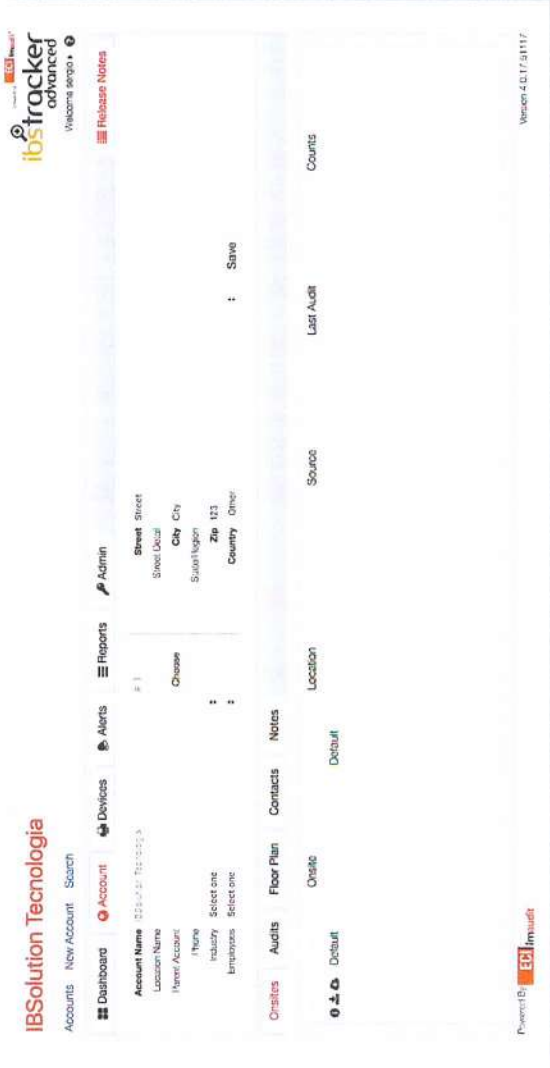 IBSolution Tecnologia
ECI
ibstracker
advanced
Accounts New Account Search
Welcome sergio
Dashboard Account Devices Alerts Reports Admin
Release Notes
Account Name
Street Street
Location Name
Street Detail
Parent Account Choose
City City
Phone
State/Region
Industry Select one
Zip 123
Employees Select one
Country Other
Save
Onsites Audits Floor Plan Contacts Notes
Onsite Location Source Last Audit Counts
Default Default
Powered By ECI Imaudit
Version 4.0.17.51117